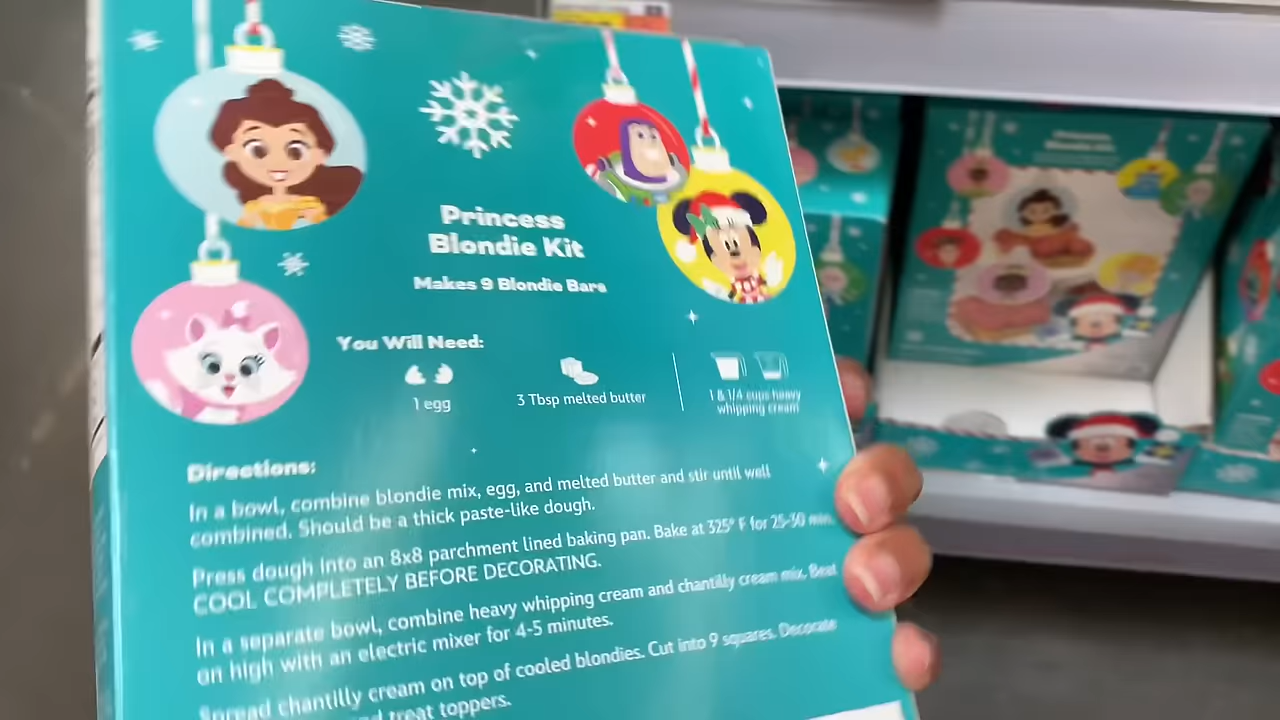 Princess
Blondie Kit
Makes 9 Blondie Bars
You Will Need:
1 egg
3 Tbsp melted butter
1 & 1/4 cups heavy
whipping cream
Directions:
In a bowl, combine blondie mix, egg, and melted butter and stir until well
combined. Should be a thick paste-like dough.
Press dough into an 8x8 parchment lined baking pan. Bake at 325° F for 25-30 min.
COOL COMPLETELY BEFORE DECORATING.
In a separate bowl, combine heavy whipping cream and chantilly cream mix. Beat
on high with an electric mixer for 4-5 minutes.
Spread chantilly cream on top of cooled blondies. Cut into 9 squares. Decorate
and treat toppers.
Princess
Blondie Kit